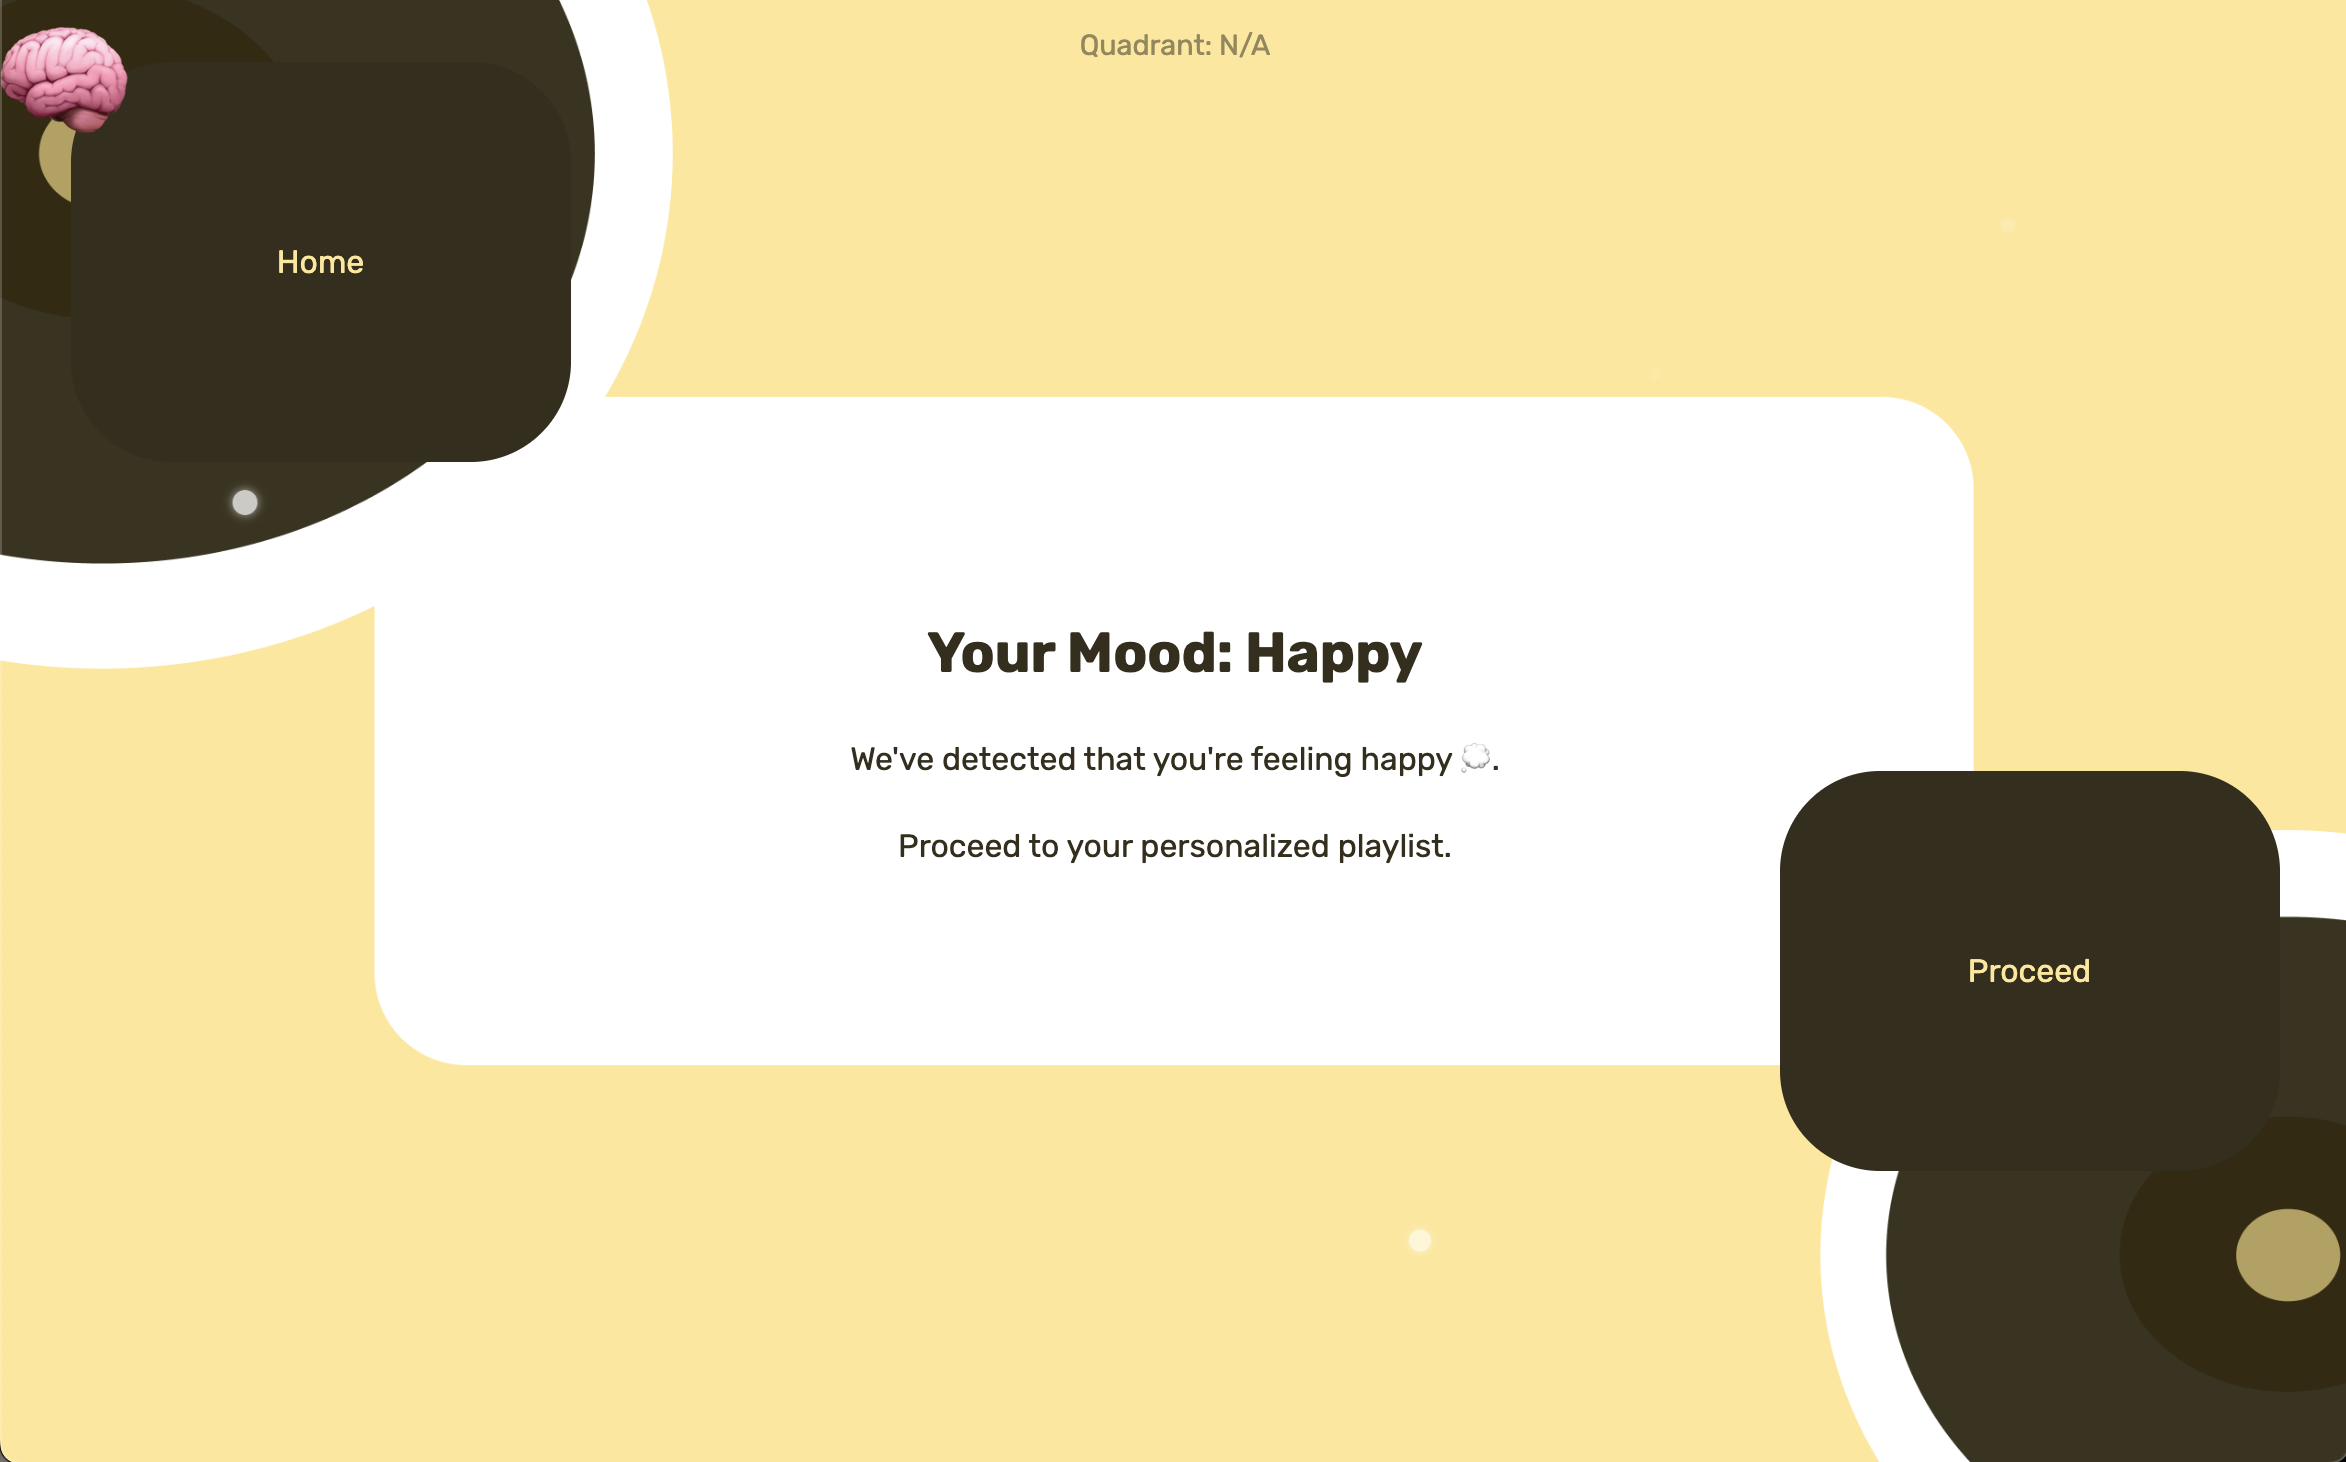 Quadrant: N/A
Home
Your Mood: Happy
We've detected that you're feeling happy 💭.
Proceed to your personalized playlist.
Proceed